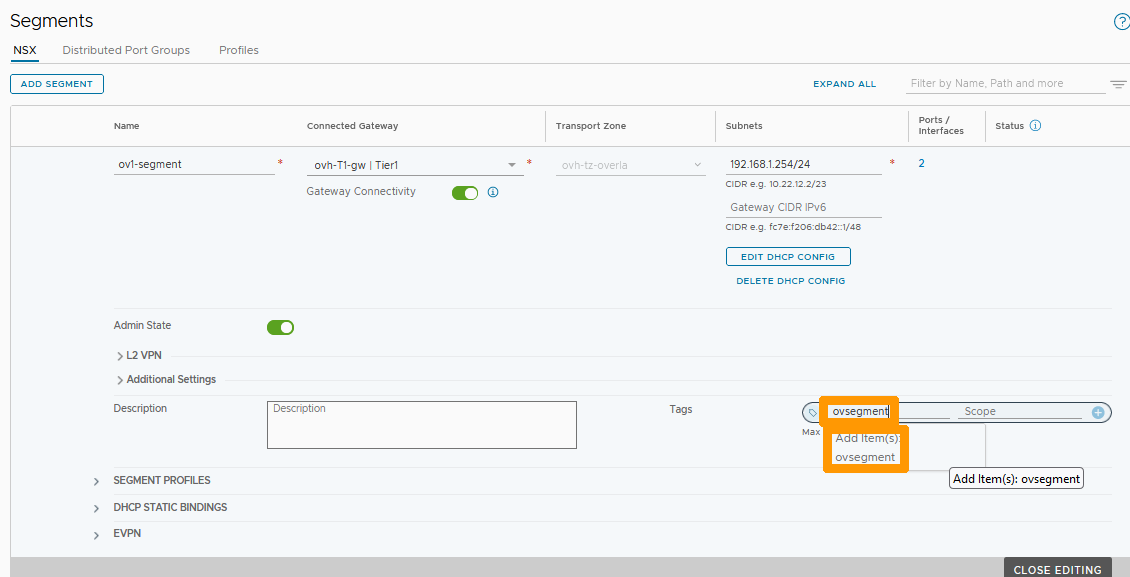 Segments
NSX Distributed Port Groups Profiles
ADD SEGMENT EXPAND ALL Filter by Name, Path and more
Name Connected Gateway Transport Zone Subnets Ports / Interfaces Status
ov1-segment * ovh-T1-gw | Tier1 * ovh-tz-overla 192.168.1.254/24 * 2
Gateway Connectivity CIDR e.g. 10.22.12.2/23
Gateway CIDR IPv6
CIDR e.g. fc7e:f206:db42::1/48
EDIT DHCP CONFIG
DELETE DHCP CONFIG
Admin State
L2 VPN
Additional Settings
Description Description Tags ovsegment Scope
Max Add Item(s):
ovsegment
Add Item(s): ovsegment
SEGMENT PROFILES
DHCP STATIC BINDINGS
EVPN
CLOSE EDITING